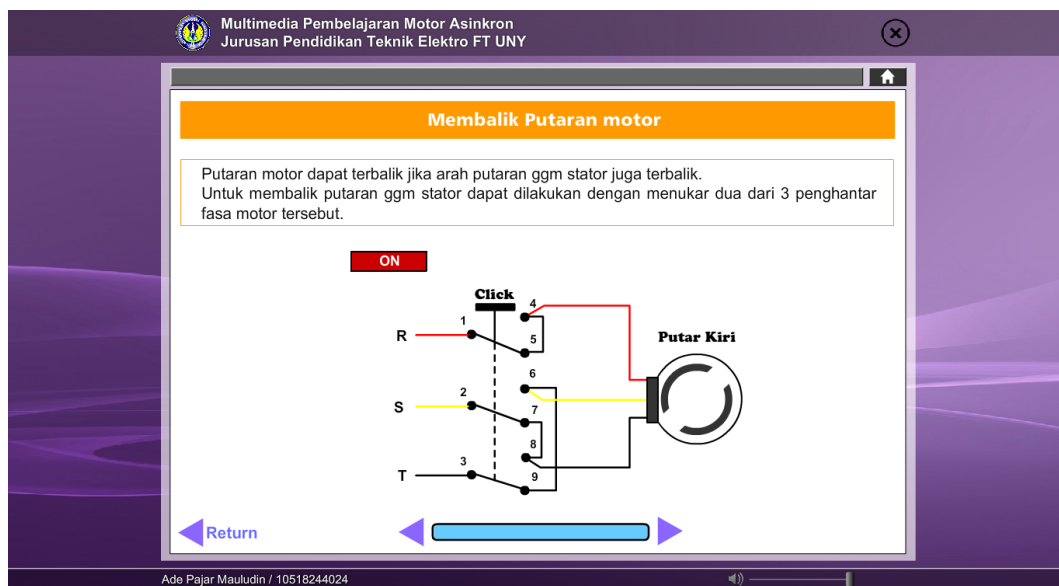 Multimedia Pembelajaran Motor Asinkron
Jurusan Pendidikan Teknik Elektro FT UNY
Membalik Putaran motor
Putaran motor dapat terbalik jika arah putaran ggm stator juga terbalik.
Untuk membalik putaran ggm stator dapat dilakukan dengan menukar dua dari 3 penghantar
fasa motor tersebut.
ON
Click
4
1
R
5
Putar Kiri
6
2
S
7
8
3
T
9
Return
Ade Pajar Mauludin / 10518244024